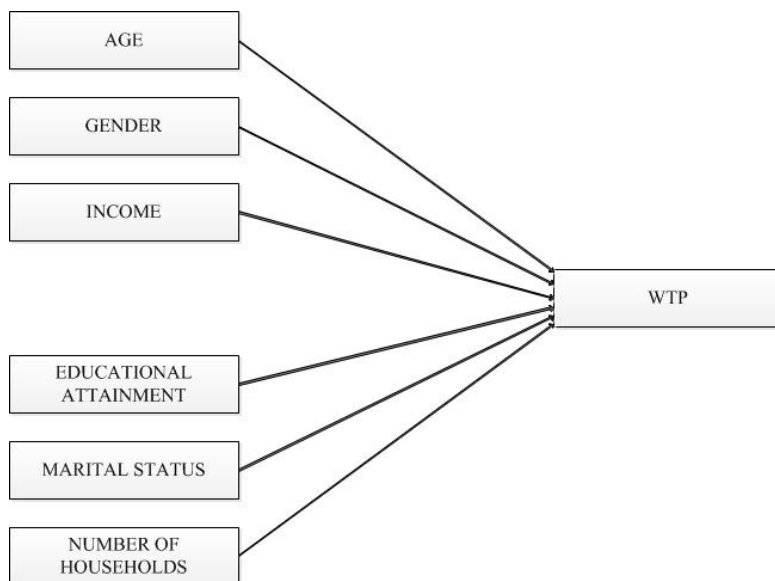 AGE
GENDER
INCOME
WTP
EDUCATIONAL
ATTAINMENT
MARITAL STATUS
NUMBER OF
HOUSEHOLDS